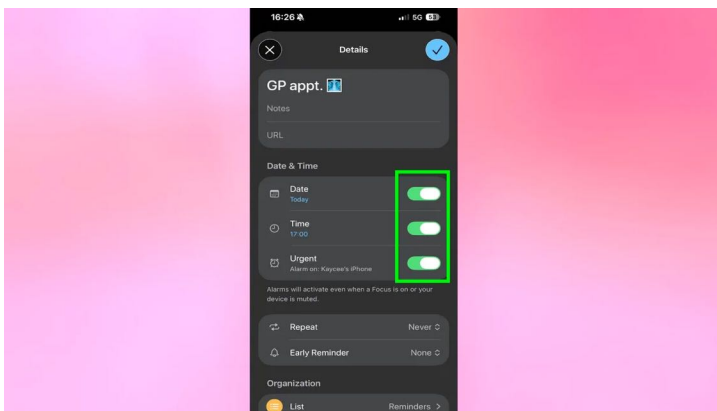 16:26 5G 53
Details
GP appt. 🩻
Notes
URL
Date & Time
Date
Today
Time
17:00
Urgent
Alarm on: Kaycee's iPhone
Alarms will activate even when a Focus is on or your
device is muted.
Repeat Never
Early Reminder None
Organization
List Reminders